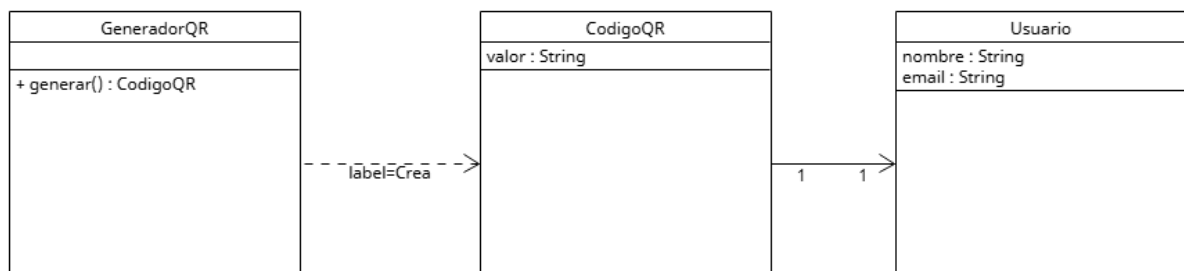 GeneradorQR
+ generar() : CodigoQR
label=Crea
CodigoQR
valor : String
1
1
Usuario
nombre : String
email : String